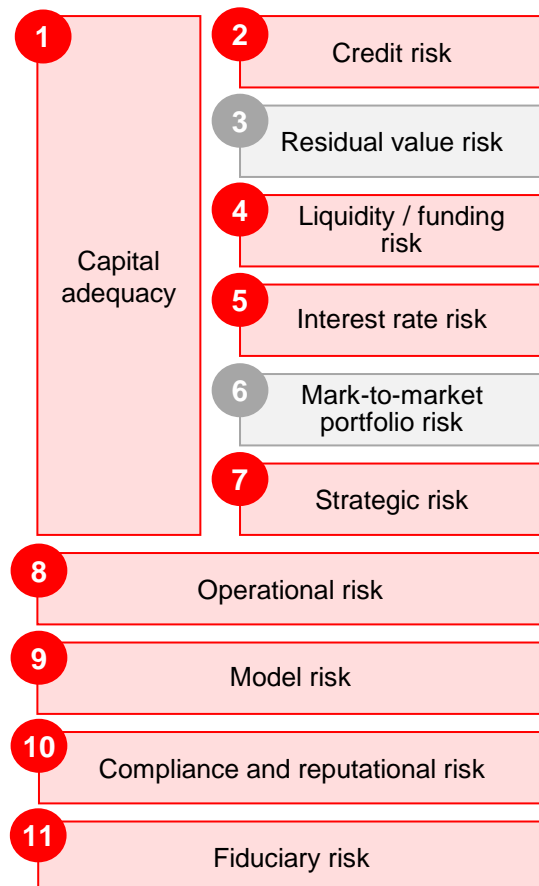 1
Capital
adequacy
2
Credit risk
3
Residual value risk
4
Liquidity / funding
risk
5
Interest rate risk
6
Mark-to-market
portfolio risk
7
Strategic risk
8
Operational risk
9
Model risk
10
Compliance and reputational risk
11
Fiduciary risk